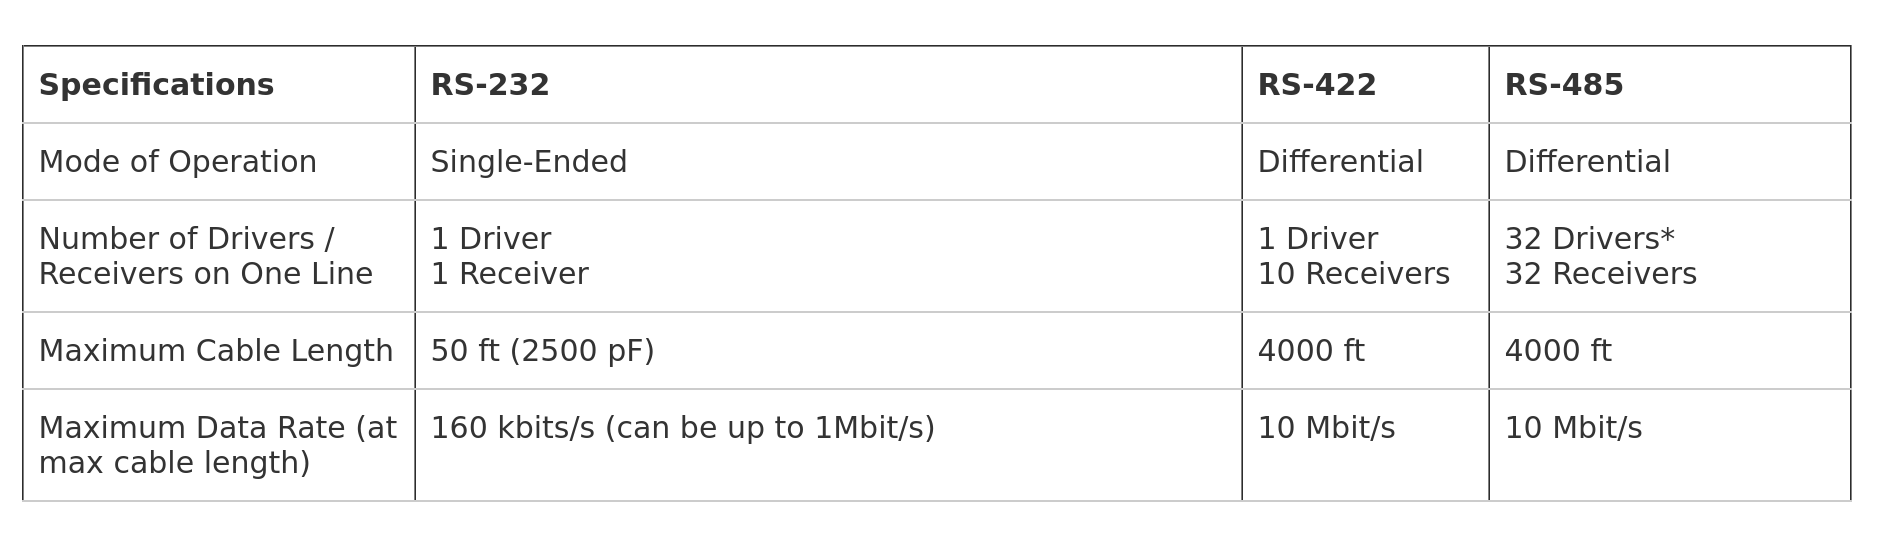 Specifications RS-232 RS-422 RS-485
Mode of Operation Single-Ended Differential Differential
Number of Drivers / 1 Driver 1 Driver 32 Drivers*
Receivers on One Line 1 Receiver 10 Receivers 32 Receivers
Maximum Cable Length 50 ft (2500 pF) 4000 ft 4000 ft
Maximum Data Rate (at 160 kbits/s (can be up to 1Mbit/s) 10 Mbit/s 10 Mbit/s
max cable length)